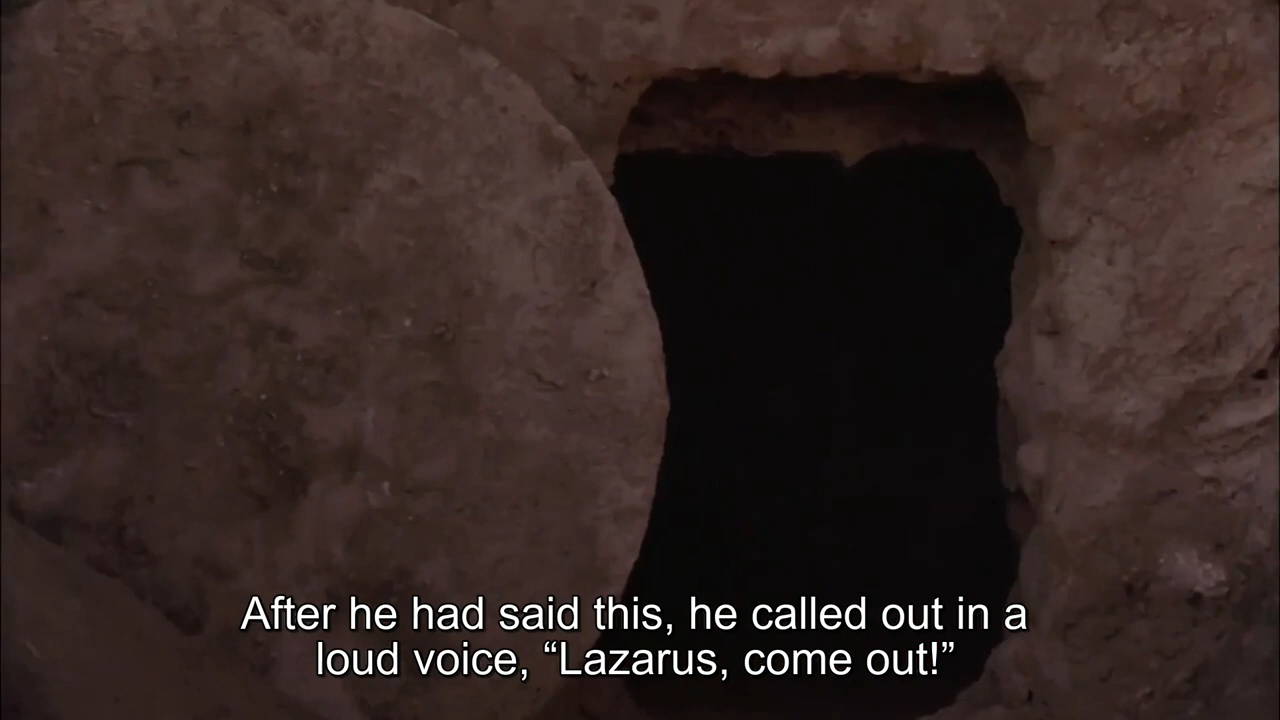 After he had said this, he called out in a
loud voice, “Lazarus, come out!”